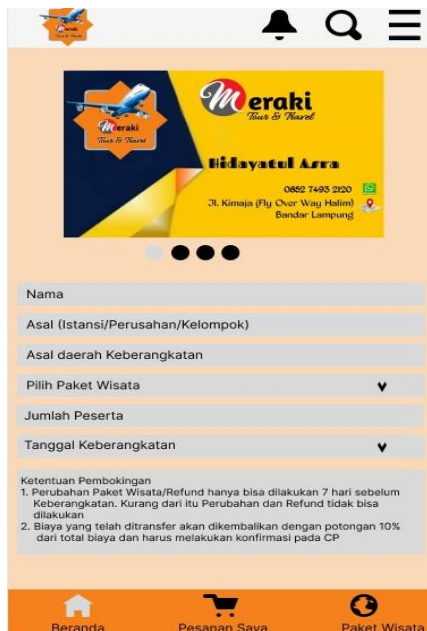 Meraki
Tour & Travel
Meraki
Tour & Travel
Meraki
Tour & Travel
Hidayatul Asra
0852 7493 2120
Jl. Kimaja (Fly Over Way Halim)
Bandar Lampung
Nama
Asal (Istansi/Perusahan/Kelompok)
Asal daerah Keberangkatan
Pilih Paket Wisata
Jumlah Peserta
Tanggal Keberangkatan
Ketentuan Pembokingan
1. Perubahan Paket Wisata/Refund hanya bisa dilakukan 7 hari sebelum
Keberangkatan. Kurang dari itu Perubahan dan Refund tidak bisa
dilakukan
2. Biaya yang telah ditransfer akan dikembalikan dengan potongan 10%
dari total biaya dan harus melakukan konfirmasi pada CP
Beranda
Pesanan Saya
Paket Wisata